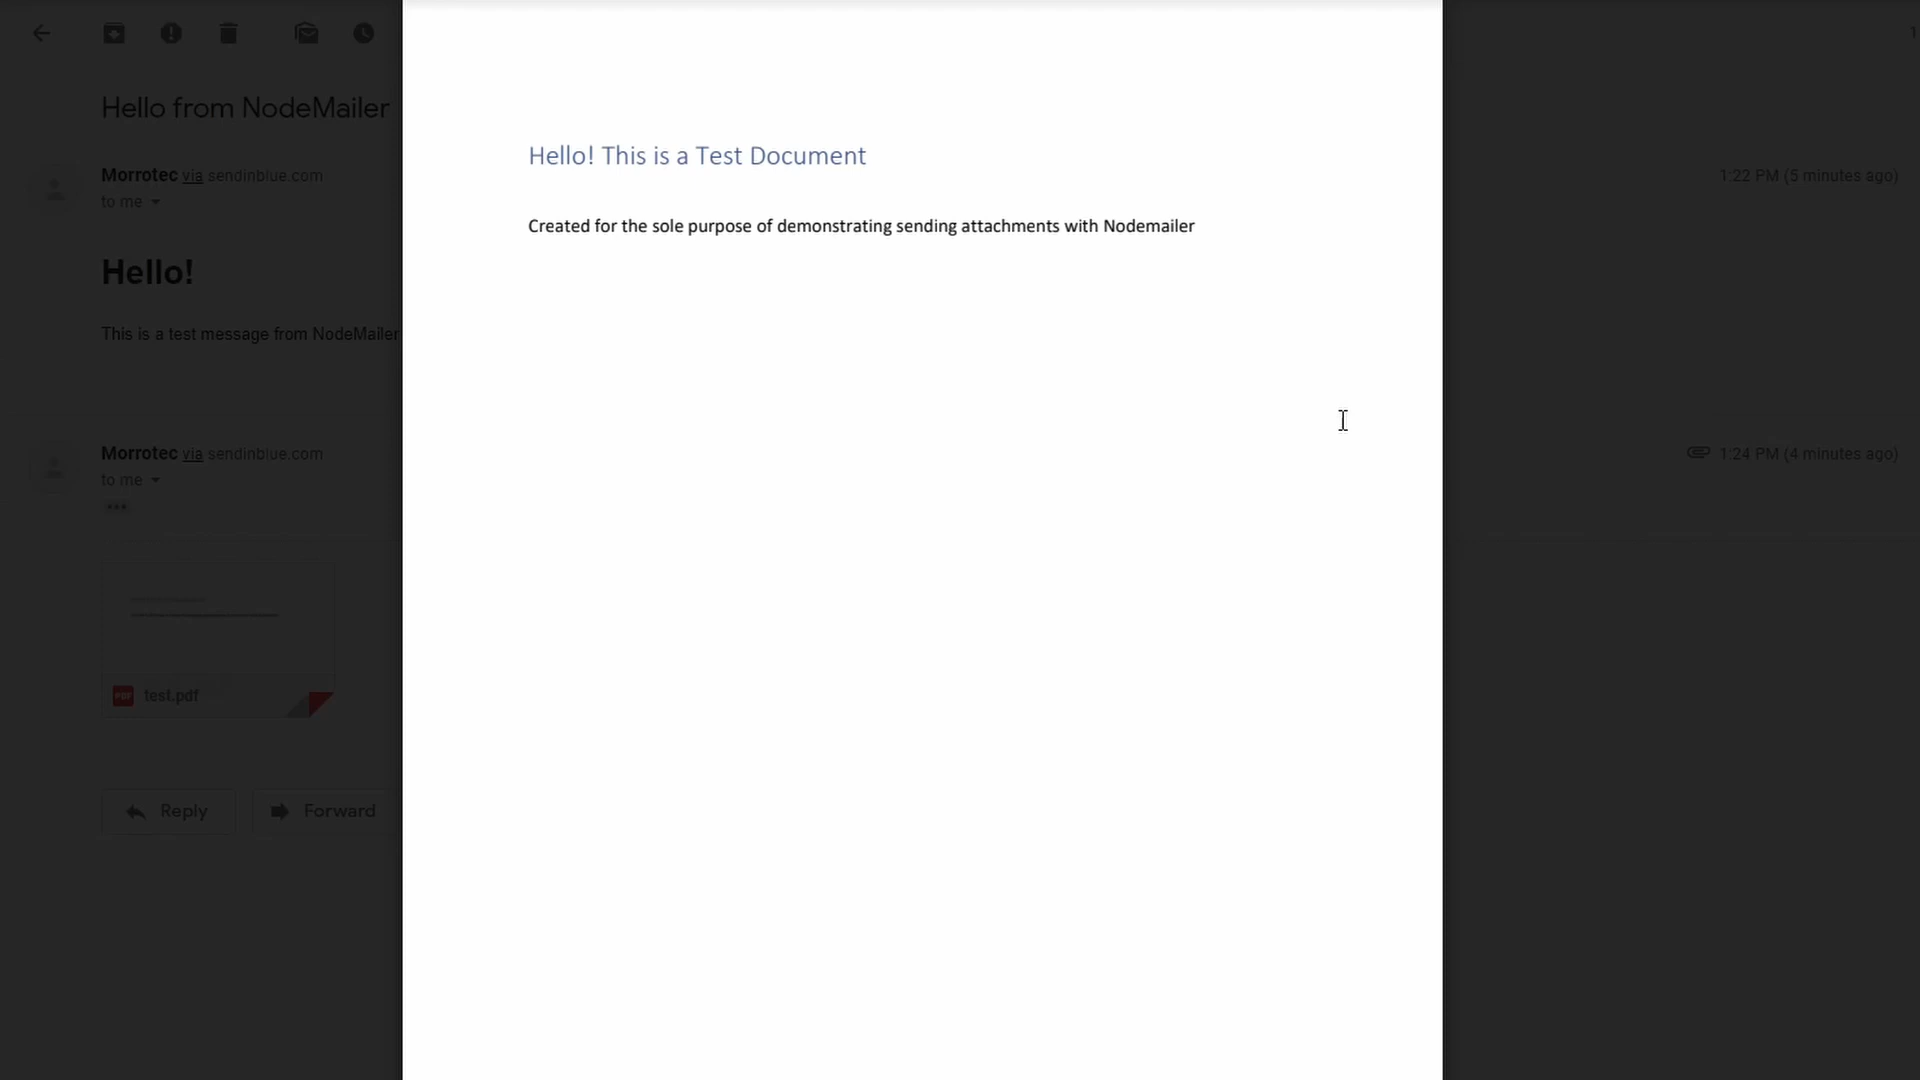 Hello from NodeMailer
Morrotec via sendinblue.com
1:22 PM (5 minutes ago)
to me
Hello!
This is a test message from NodeMailer
Morrotec via sendinblue.com
1:24 PM (4 minutes ago)
to me
PDF test.pdf
Reply
Forward
Hello! This is a Test Document
Created for the sole purpose of demonstrating sending attachments with Nodemailer